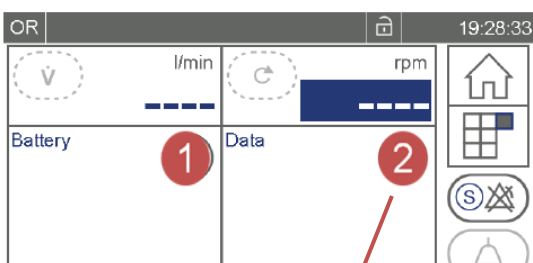 OR 19:28:33
V̇ l/min rpm
---- ----
Battery 1 Data 2
S